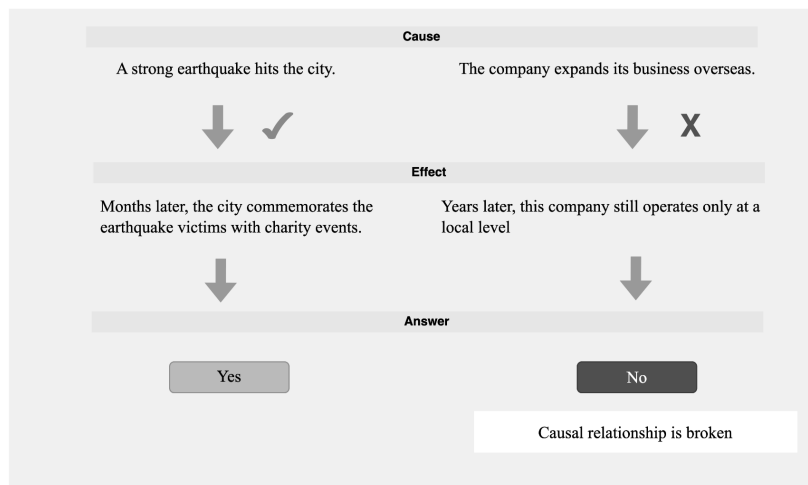 Cause
A strong earthquake hits the city.
The company expands its business overseas.
X
Effect
Months later, the city commemorates the
earthquake victims with charity events.
Years later, this company still operates only at a
local level
Answer
Yes
No
Causal relationship is broken